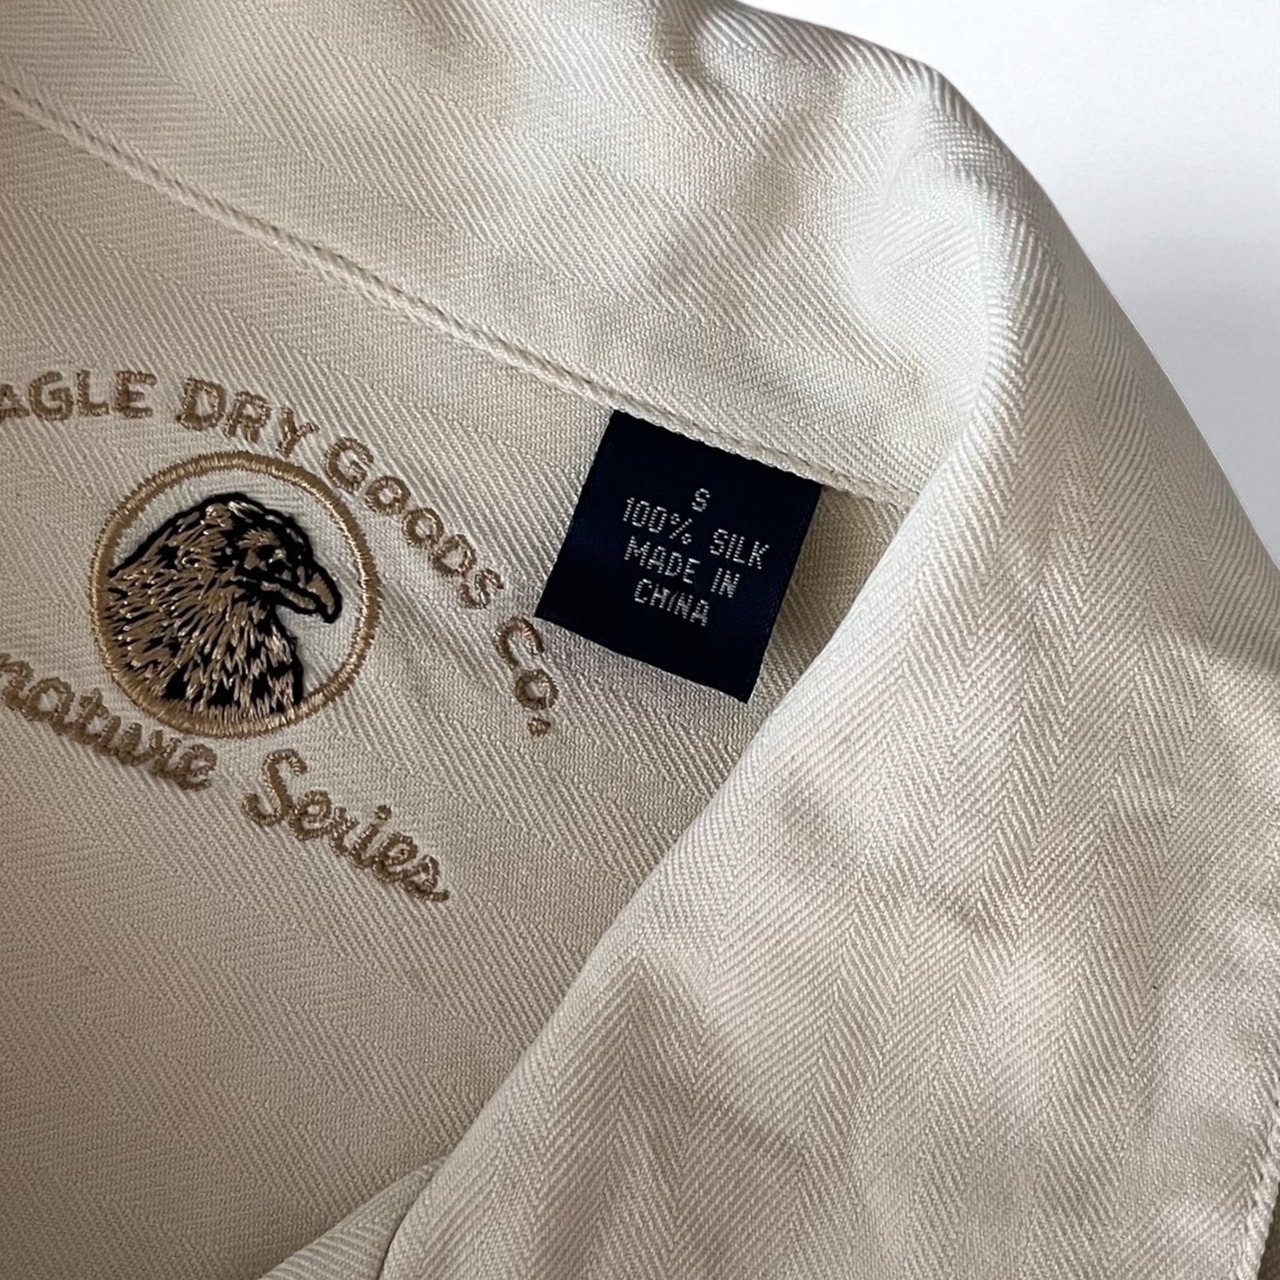 AGLE DRY GOODS CO.
nature Series
S
100% SILK
MADE IN
CHINA